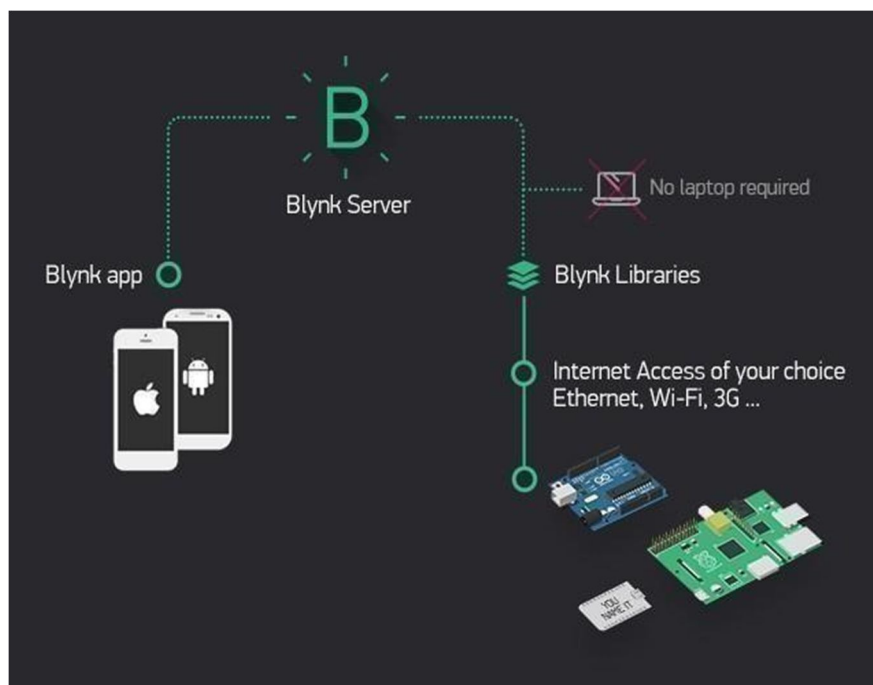 B
Blynk Server
No laptop required
Blynk app
Blynk Libraries
Internet Access of your choice
Ethernet, Wi-Fi, 3G ...
YOU
NAME IT